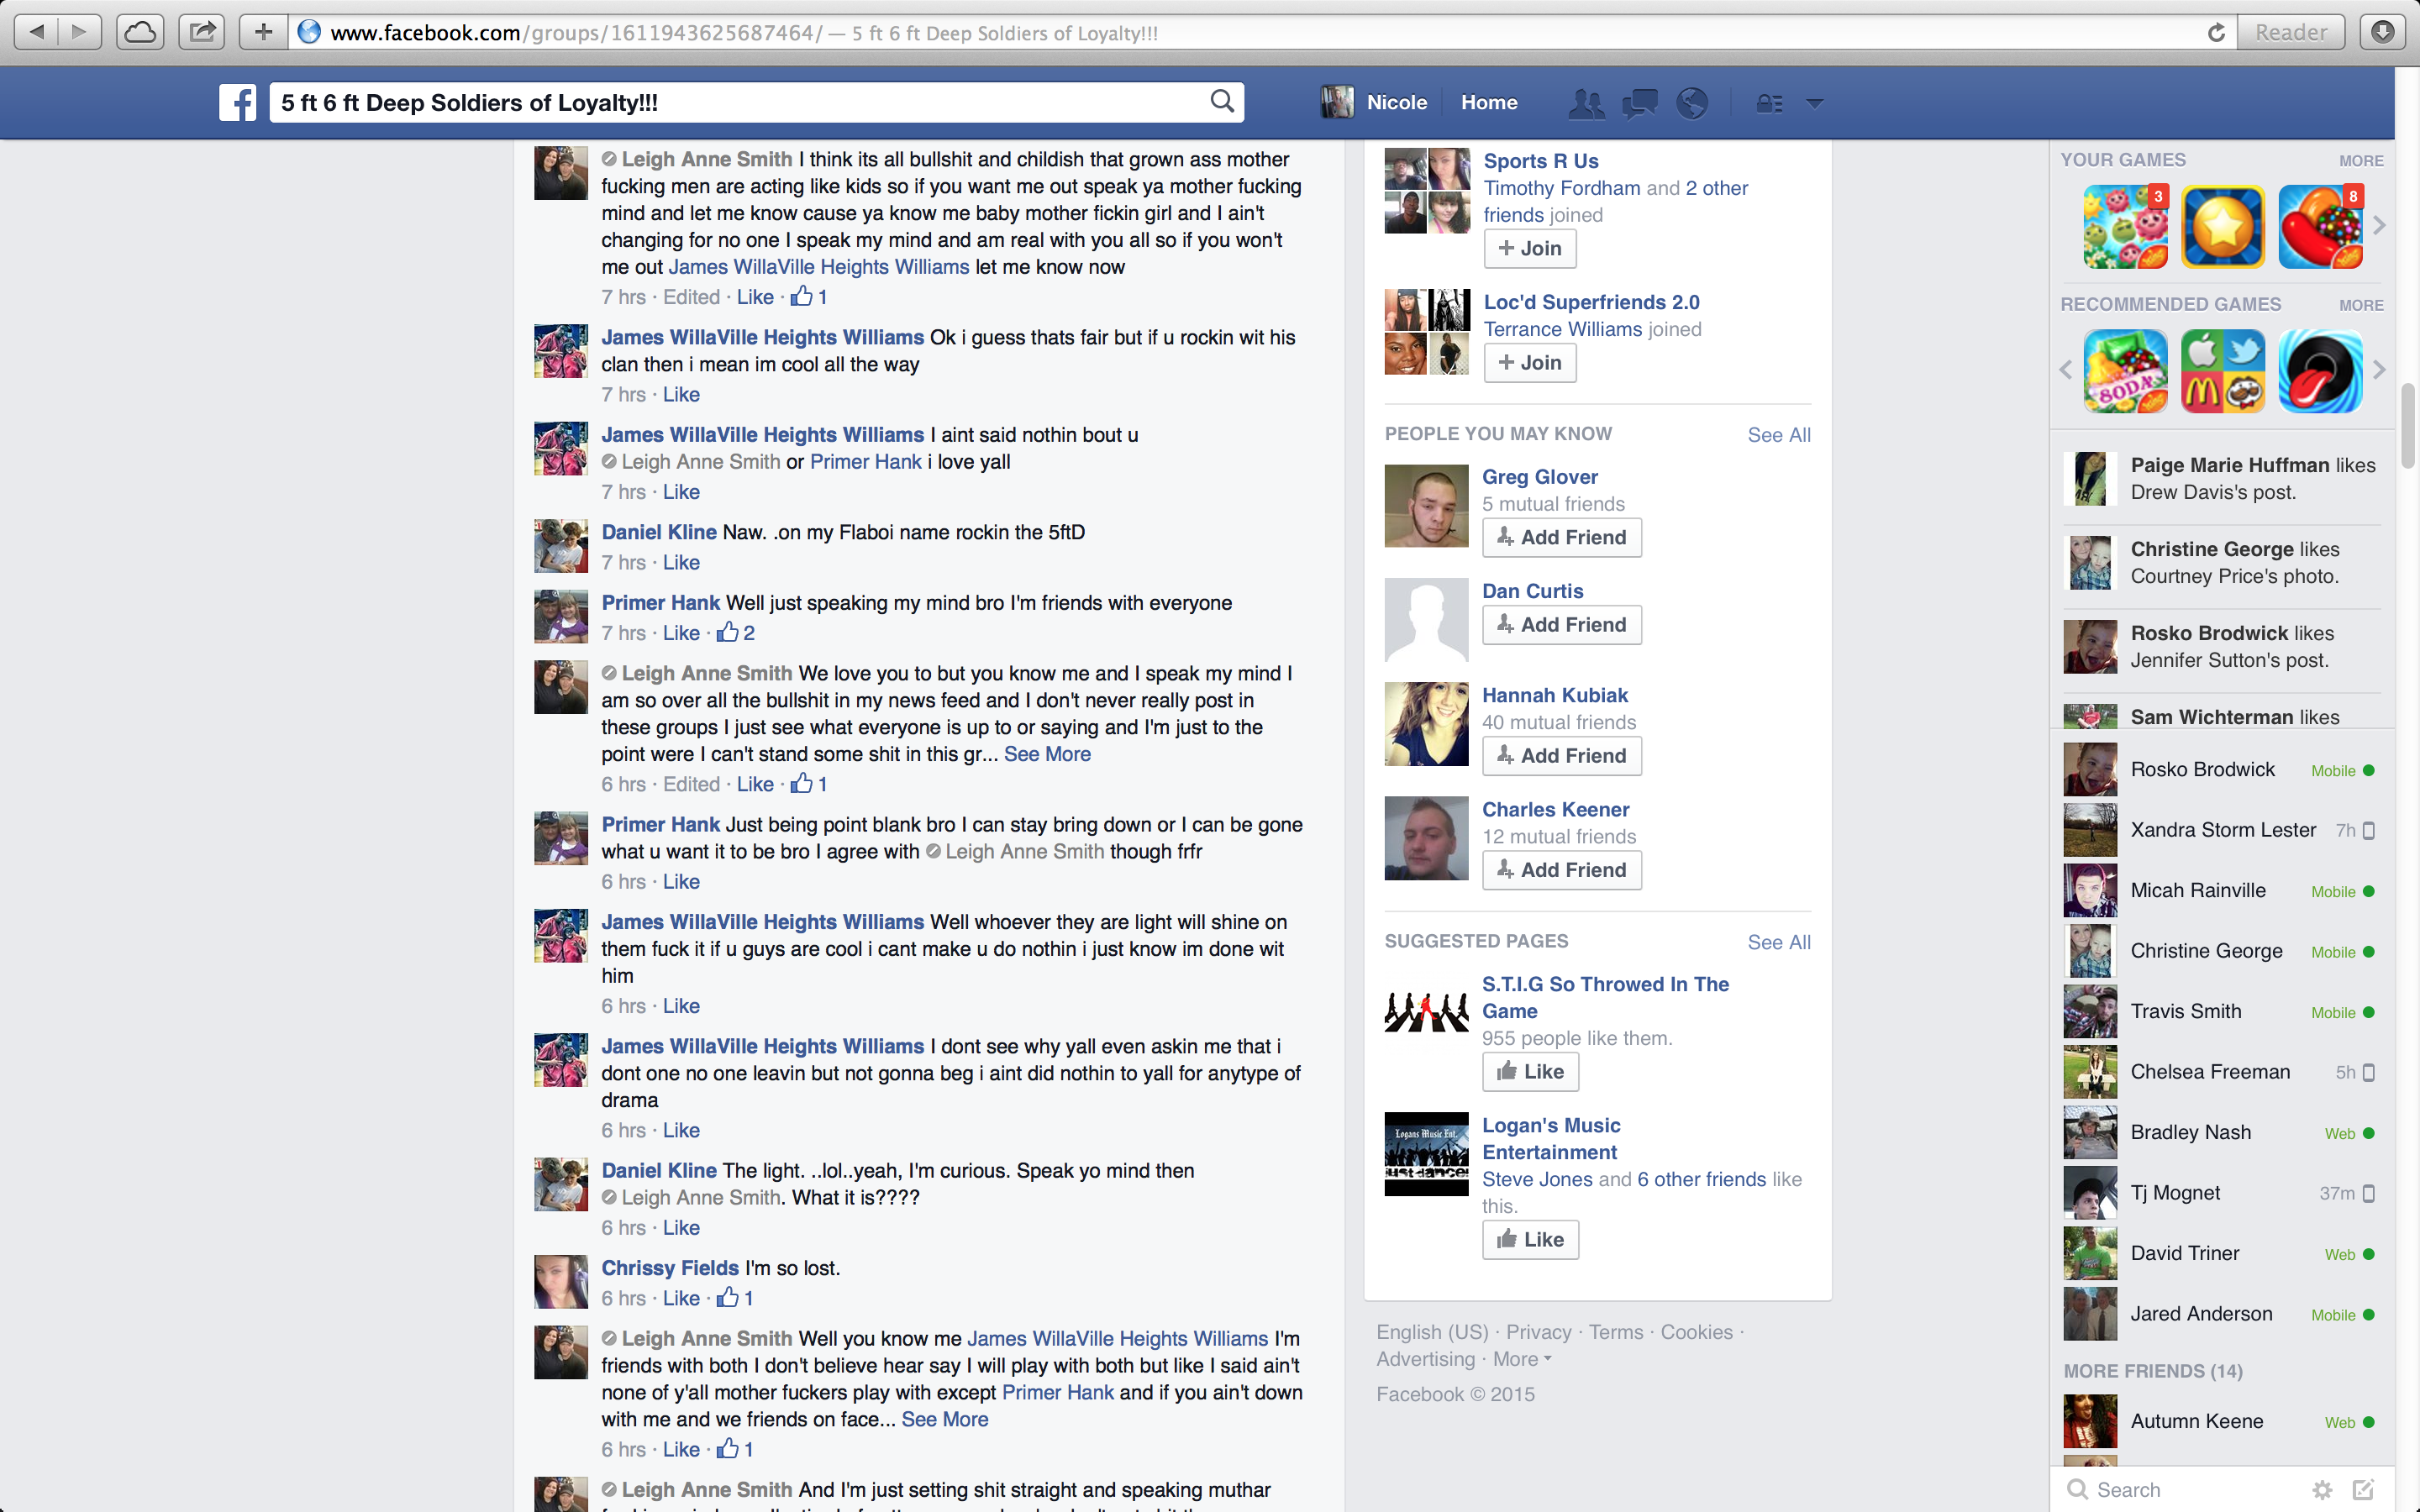 www.facebook.com/groups/1611943625687464/ — 5 ft 6 ft Deep Soldiers of Loyalty!!!
Reader
5 ft 6 ft Deep Soldiers of Loyalty!!!
Nicole
Home
Leigh Anne Smith I think its all bullshit and childish that grown ass mother
fucking men are acting like kids so if you want me out speak ya mother fucking
mind and let me know cause ya know me baby mother fickin girl and I ain't
changing for no one I speak my mind and am real with you all so if you won't
me out James WillaVille Heights Williams let me know now
7 hrs · Edited · Like · 1
James WillaVille Heights Williams Ok i guess thats fair but if u rockin wit his
clan then i mean im cool all the way
7 hrs · Like
James WillaVille Heights Williams I aint said nothin bout u
Leigh Anne Smith or Primer Hank i love yall
7 hrs · Like
Daniel Kline Naw. .on my Flaboi name rockin the 5ftD
7 hrs · Like
Primer Hank Well just speaking my mind bro I'm friends with everyone
7 hrs · Like · 2
Leigh Anne Smith We love you to but you know me and I speak my mind I
am so over all the bullshit in my news feed and I don't never really post in
these groups I just see what everyone is up to or saying and I'm just to the
point were I can't stand some shit in this gr... See More
6 hrs · Edited · Like · 1
Primer Hank Just being point blank bro I can stay bring down or I can be gone
what u want it to be bro I agree with Leigh Anne Smith though frfr
6 hrs · Like
James WillaVille Heights Williams Well whoever they are light will shine on
them fuck it if u guys are cool i cant make u do nothin i just know im done wit
him
6 hrs · Like
James WillaVille Heights Williams I dont see why yall even askin me that i
dont one no one leavin but not gonna beg i aint did nothin to yall for anytype of
drama
6 hrs · Like
Daniel Kline The light. ..lol..yeah, I'm curious. Speak yo mind then
Leigh Anne Smith. What it is????
6 hrs · Like
Chrissy Fields I'm so lost.
6 hrs · Like · 1
Leigh Anne Smith Well you know me James WillaVille Heights Williams I'm
friends with both I don't believe hear say I will play with both but like I said ain't
none of y'all mother fuckers play with except Primer Hank and if you ain't down
with me and we friends on face... See More
6 hrs · Like · 1
Leigh Anne Smith And I'm just setting shit straight and speaking muthar
Sports R Us
Timothy Fordham and 2 other
friends joined
+ Join
Loc'd Superfriends 2.0
Terrance Williams joined
+ Join
PEOPLE YOU MAY KNOW
See All
Greg Glover
5 mutual friends
Add Friend
Dan Curtis
Add Friend
Hannah Kubiak
40 mutual friends
Add Friend
Charles Keener
12 mutual friends
Add Friend
SUGGESTED PAGES
See All
S.T.I.G So Throwed In The
Game
955 people like them.
Like
Logans Music Ent.
just dance!
Logan's Music
Entertainment
Steve Jones and 6 other friends like
this.
Like
English (US) · Privacy · Terms · Cookies ·
Advertising · More
Facebook © 2015
YOUR GAMES
MORE
3
8
RECOMMENDED GAMES
MORE
SODA
Paige Marie Huffman likes
Drew Davis's post.
Christine George likes
Courtney Price's photo.
Rosko Brodwick likes
Jennifer Sutton's post.
Sam Wichterman likes
Rosko Brodwick Mobile
Xandra Storm Lester 7h
Micah Rainville Mobile
Christine George Mobile
Travis Smith Mobile
Chelsea Freeman 5h
Bradley Nash Web
Tj Mognet 37m
David Triner Web
Jared Anderson Mobile
MORE FRIENDS (14)
Autumn Keene Web
Search